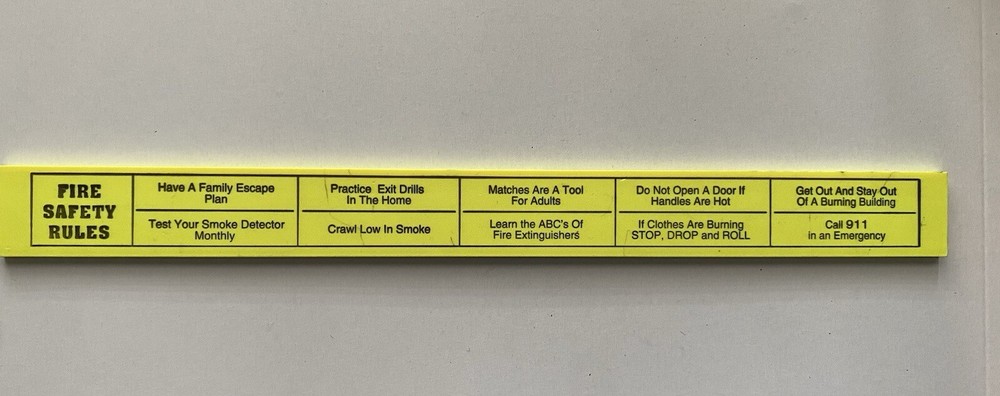 FIRE
SAFETY
RULES
Have A Family Escape
Plan
Test Your Smoke Detector
Monthly
Practice Exit Drills
In The Home
Crawl Low In Smoke
Matches Are A Tool
For Adults
Learn the ABC's Of
Fire Extinguishers
Do Not Open A Door If
Handles Are Hot
If Clothes Are Burning
STOP, DROP and ROLL
Get Out And Stay Out
Of A Burning Building
Call 911
in an Emergency